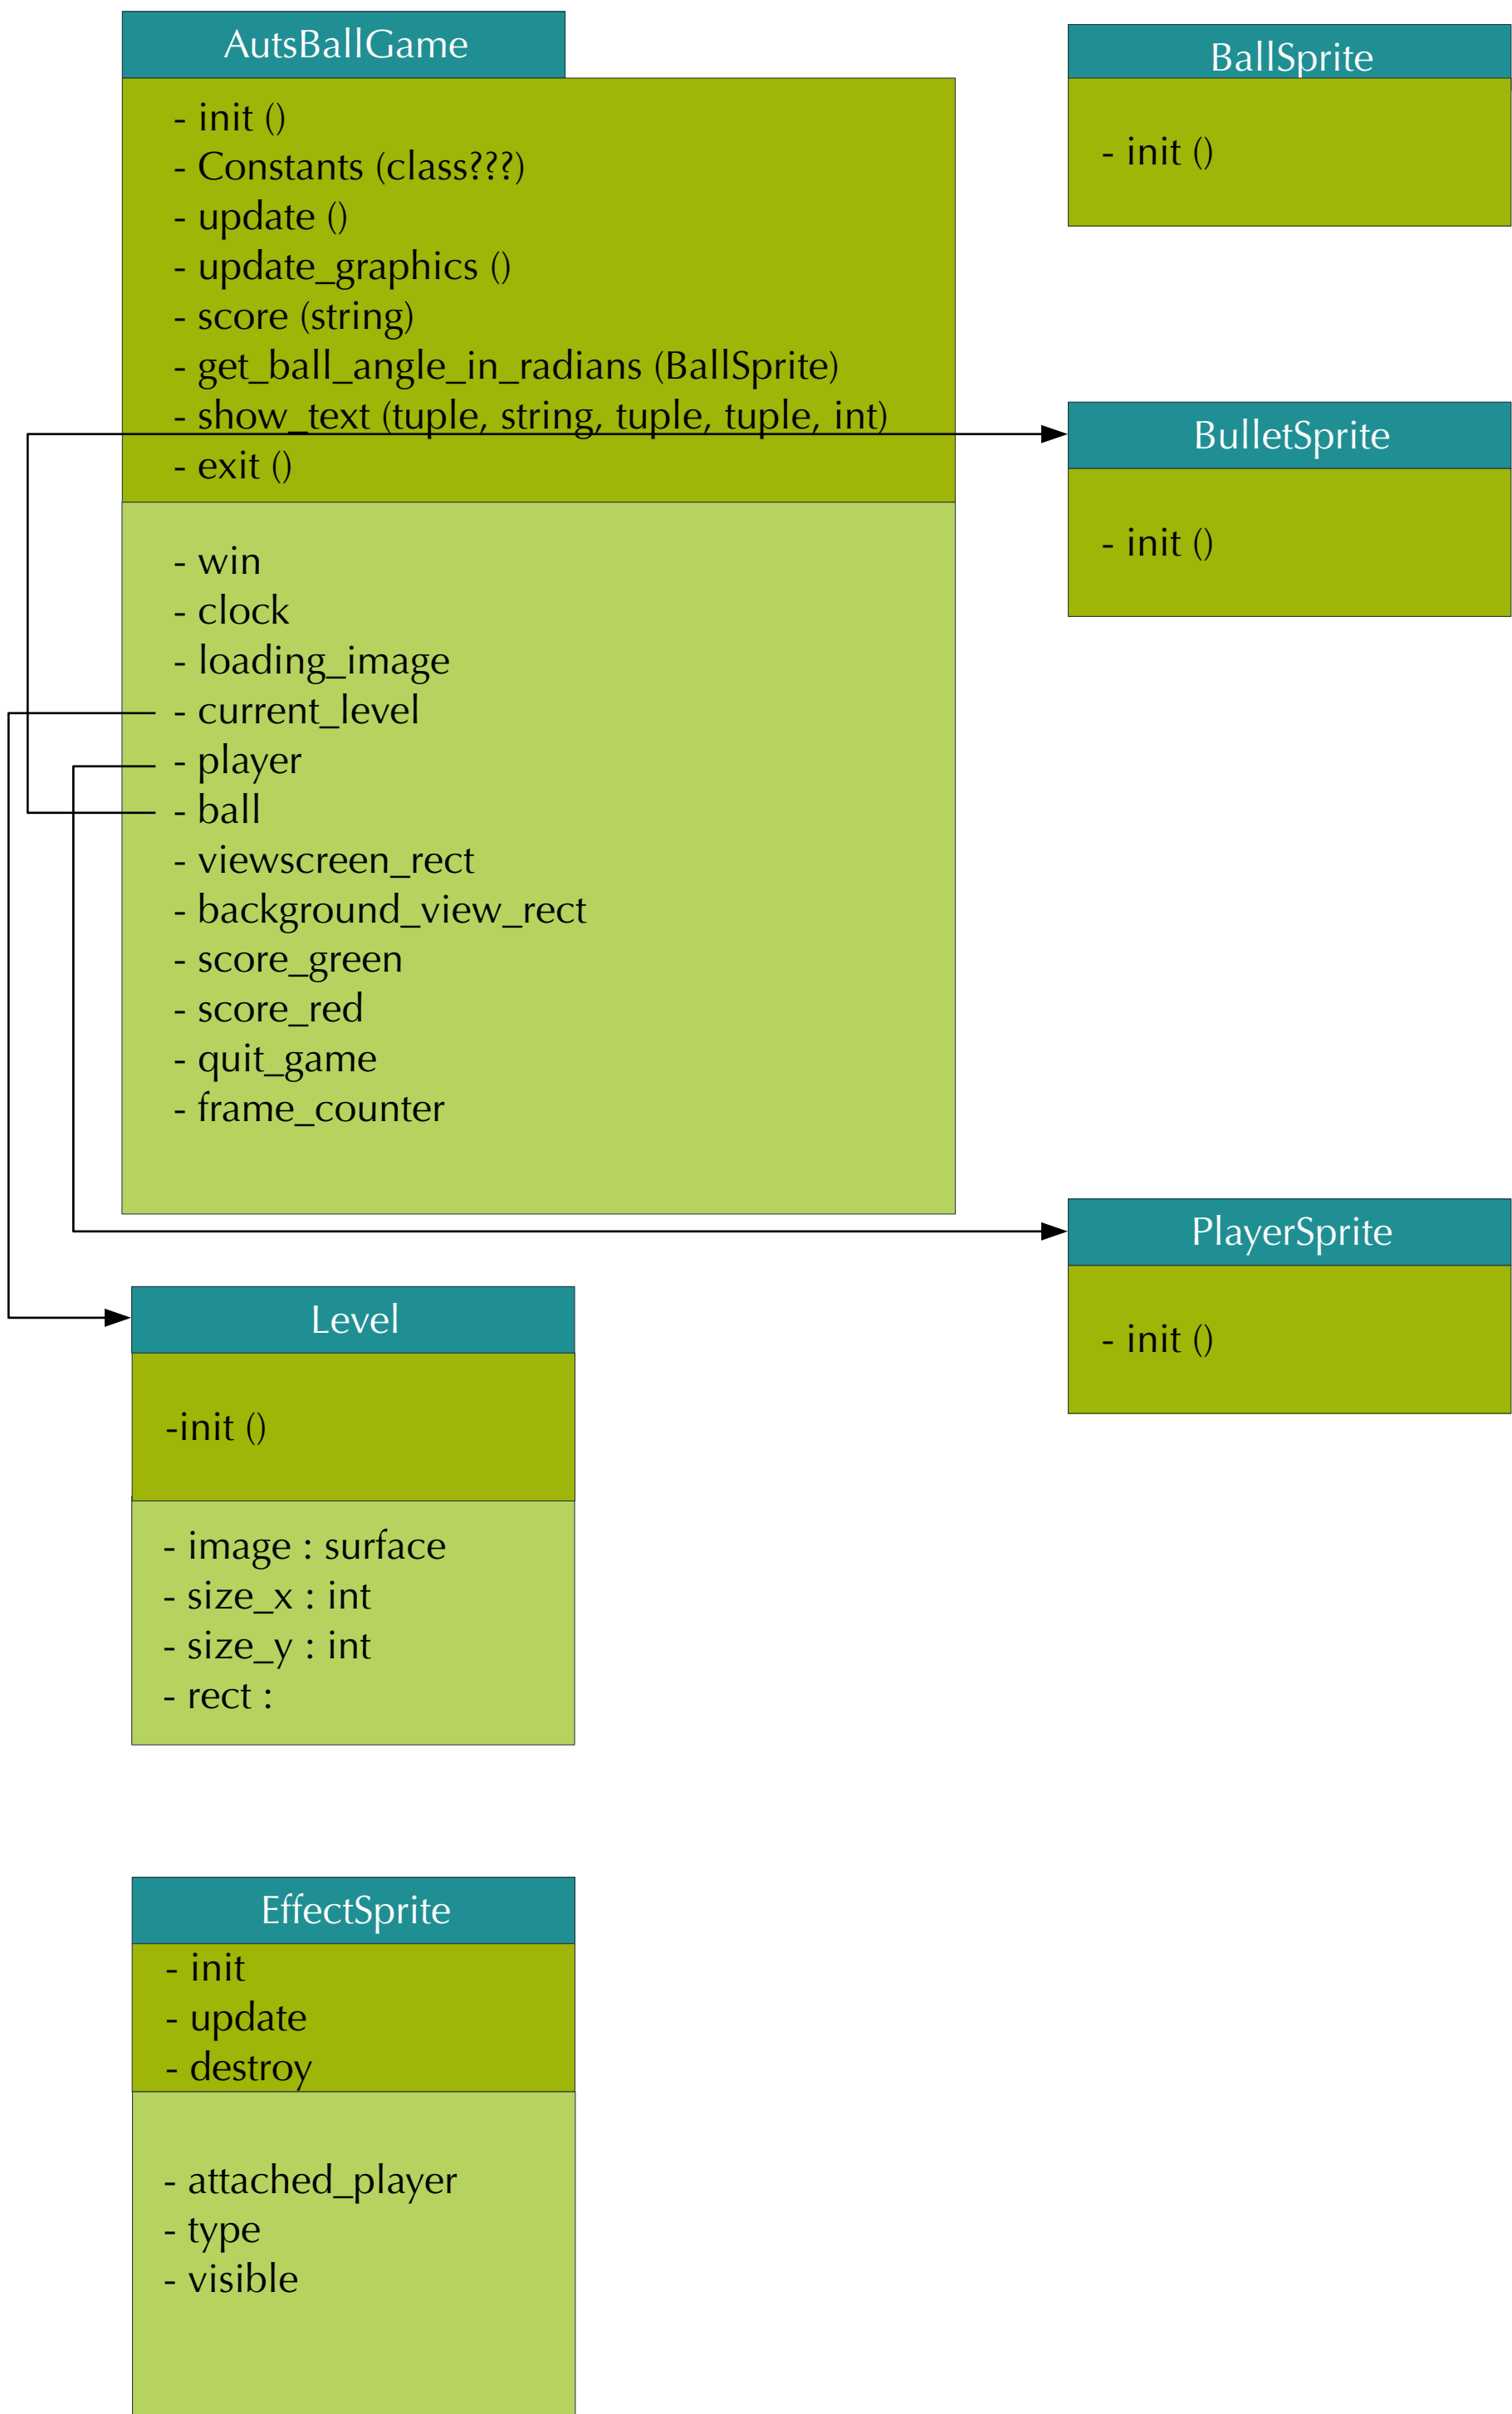 AutsBallGame
- init ()
- Constants (class???)
- update ()
- update_graphics ()
- score (string)
- get_ball_angle_in_radians (BallSprite)
- show_text (tuple, string, tuple, tuple, int)
- exit ()
- win
- clock
- loading_image
- current_level
- player
- ball
- viewscreen_rect
- background_view_rect
- score_green
- score_red
- quit_game
- frame_counter
BallSprite
- init ()
BulletSprite
- init ()
PlayerSprite
- init ()
Level
-init ()
- image : surface
- size_x : int
- size_y : int
- rect :
EffectSprite
- init
- update
- destroy
- attached_player
- type
- visible